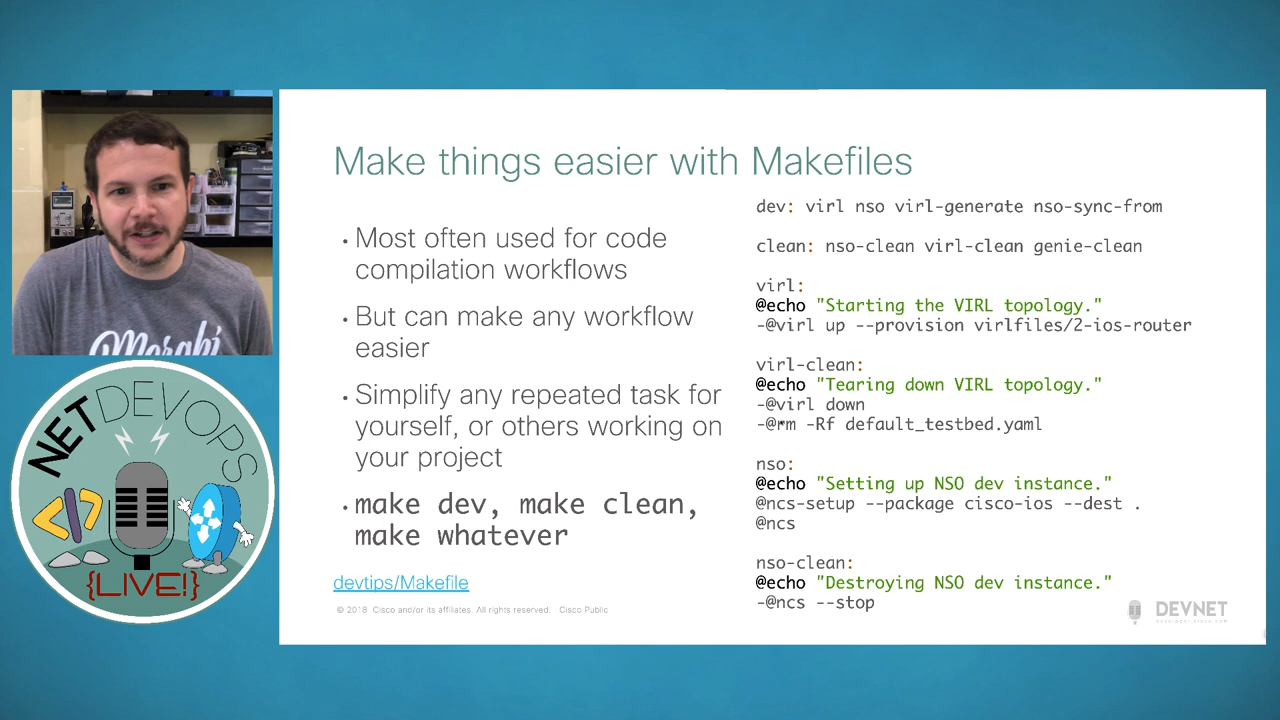 Make things easier with Makefiles
• Most often used for code
compilation workflows
• But can make any workflow
easier
• Simplify any repeated task for
yourself, or others working on
your project
• make dev, make clean,
make whatever
devtips/Makefile
© 2018 Cisco and/or its affiliates. All rights reserved. Cisco Public
dev: virl nso virl-generate nso-sync-from
clean: nso-clean virl-clean genie-clean
virl:
@echo "Starting the VIRL topology."
-@virl up --provision virlfiles/2-ios-router
virl-clean:
@echo "Tearing down VIRL topology."
-@virl down
-@rm -Rf default_testbed.yaml
nso:
@echo "Setting up NSO dev instance."
@ncs-setup --package cisco-ios --dest .
@ncs
nso-clean:
@echo "Destroying NSO dev instance."
-@ncs --stop
DEVNET
developer.cisco.com
NETDEVOPS
</>
{LIVE!}